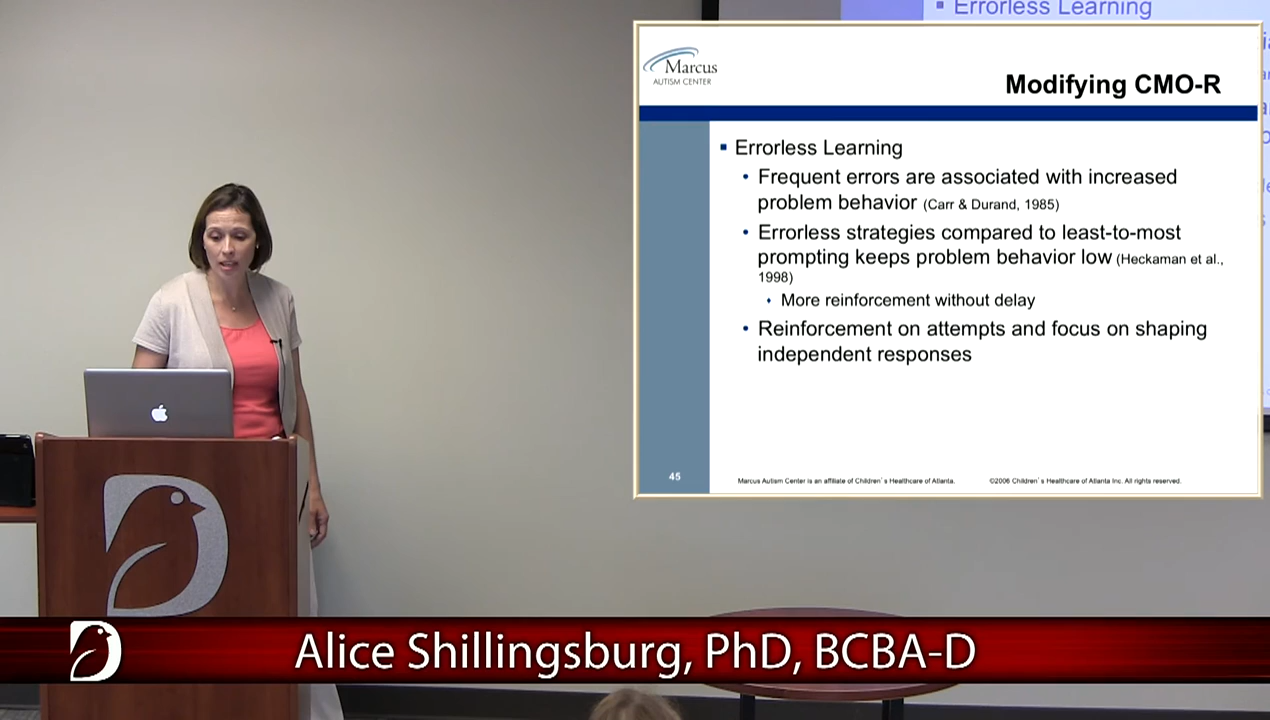 Errorless Learning
Marcus
AUTISM CENTER
Modifying CMO-R
Errorless Learning
Frequent errors are associated with increased
problem behavior (Carr & Durand, 1985)
Errorless strategies compared to least-to-most
prompting keeps problem behavior low (Heckaman et al.,
1998)
More reinforcement without delay
Reinforcement on attempts and focus on shaping
independent responses
45
Marcus Autism Center is an affiliate of Children`s Healthcare of Atlanta.
©2006 Children`s Healthcare of Atlanta Inc. All rights reserved.
Alice Shillingsburg, PhD, BCBA-D